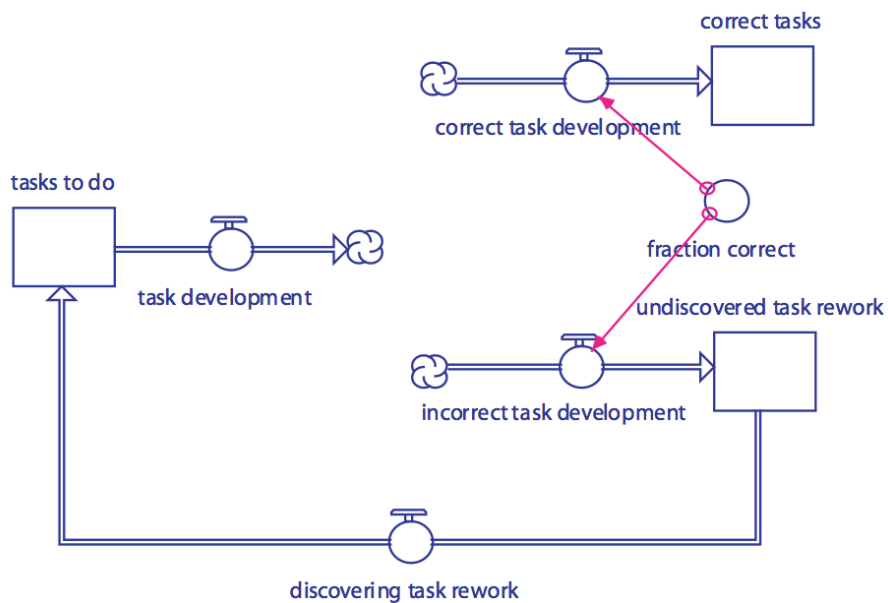 correct tasks
correct task development
tasks to do
fraction correct
task development
undiscovered task rework
incorrect task development
discovering task rework